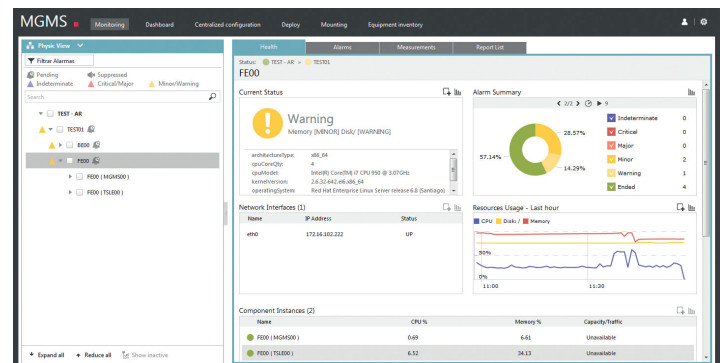 MGMS
Monitoring Dashboard Centralized configuration Deploy Mounting Equipment inventory
Physic View
Filtrar Alarmas
Pending Suppressed
Indeterminate Critical/Major Minor/Warning
Search
TEST - AR
TEST01
BE00
FE00
FE00 ( MGMS00 )
FE00 ( TSLE00 )
+ Expand all + Reduce all Show inactive
Health Alarms Measurements Report List
Status: TEST - AR » TEST01
FE00
Current Status
Warning
Memory [MINOR] Disk/ [WARNING]
architectureType: x86_64
cpuCoreQty: 4
cpuModel: Intel(R) Core(TM) i7 CPU 950 @ 3.07GHz
kernelVersion: 2.6.32-642.el6.x86_64
operatingSystem: Red Hat Enterprise Linux Server release 6.8 (Santiago)
Alarm Summary
2/2 9
28.57%
57.14%
14.29%
Indeterminate 0
Critical 0
Major 0
Minor 2
Warning 1
Ended 4
Network Interfaces (1)
Name IP Address Status
eth0 172.16.102.222 UP
Resources Usage - Last hour
CPU Disk: / Memory
50%
0%
11:00 11:30
Component Instances (2)
Name CPU % Memory % Capacity/Traffic
FE00 ( MGMS00 ) 0.69 6.61 Unavailable
FE00 ( TSLE00 ) 6.52 34.13 Unavailable